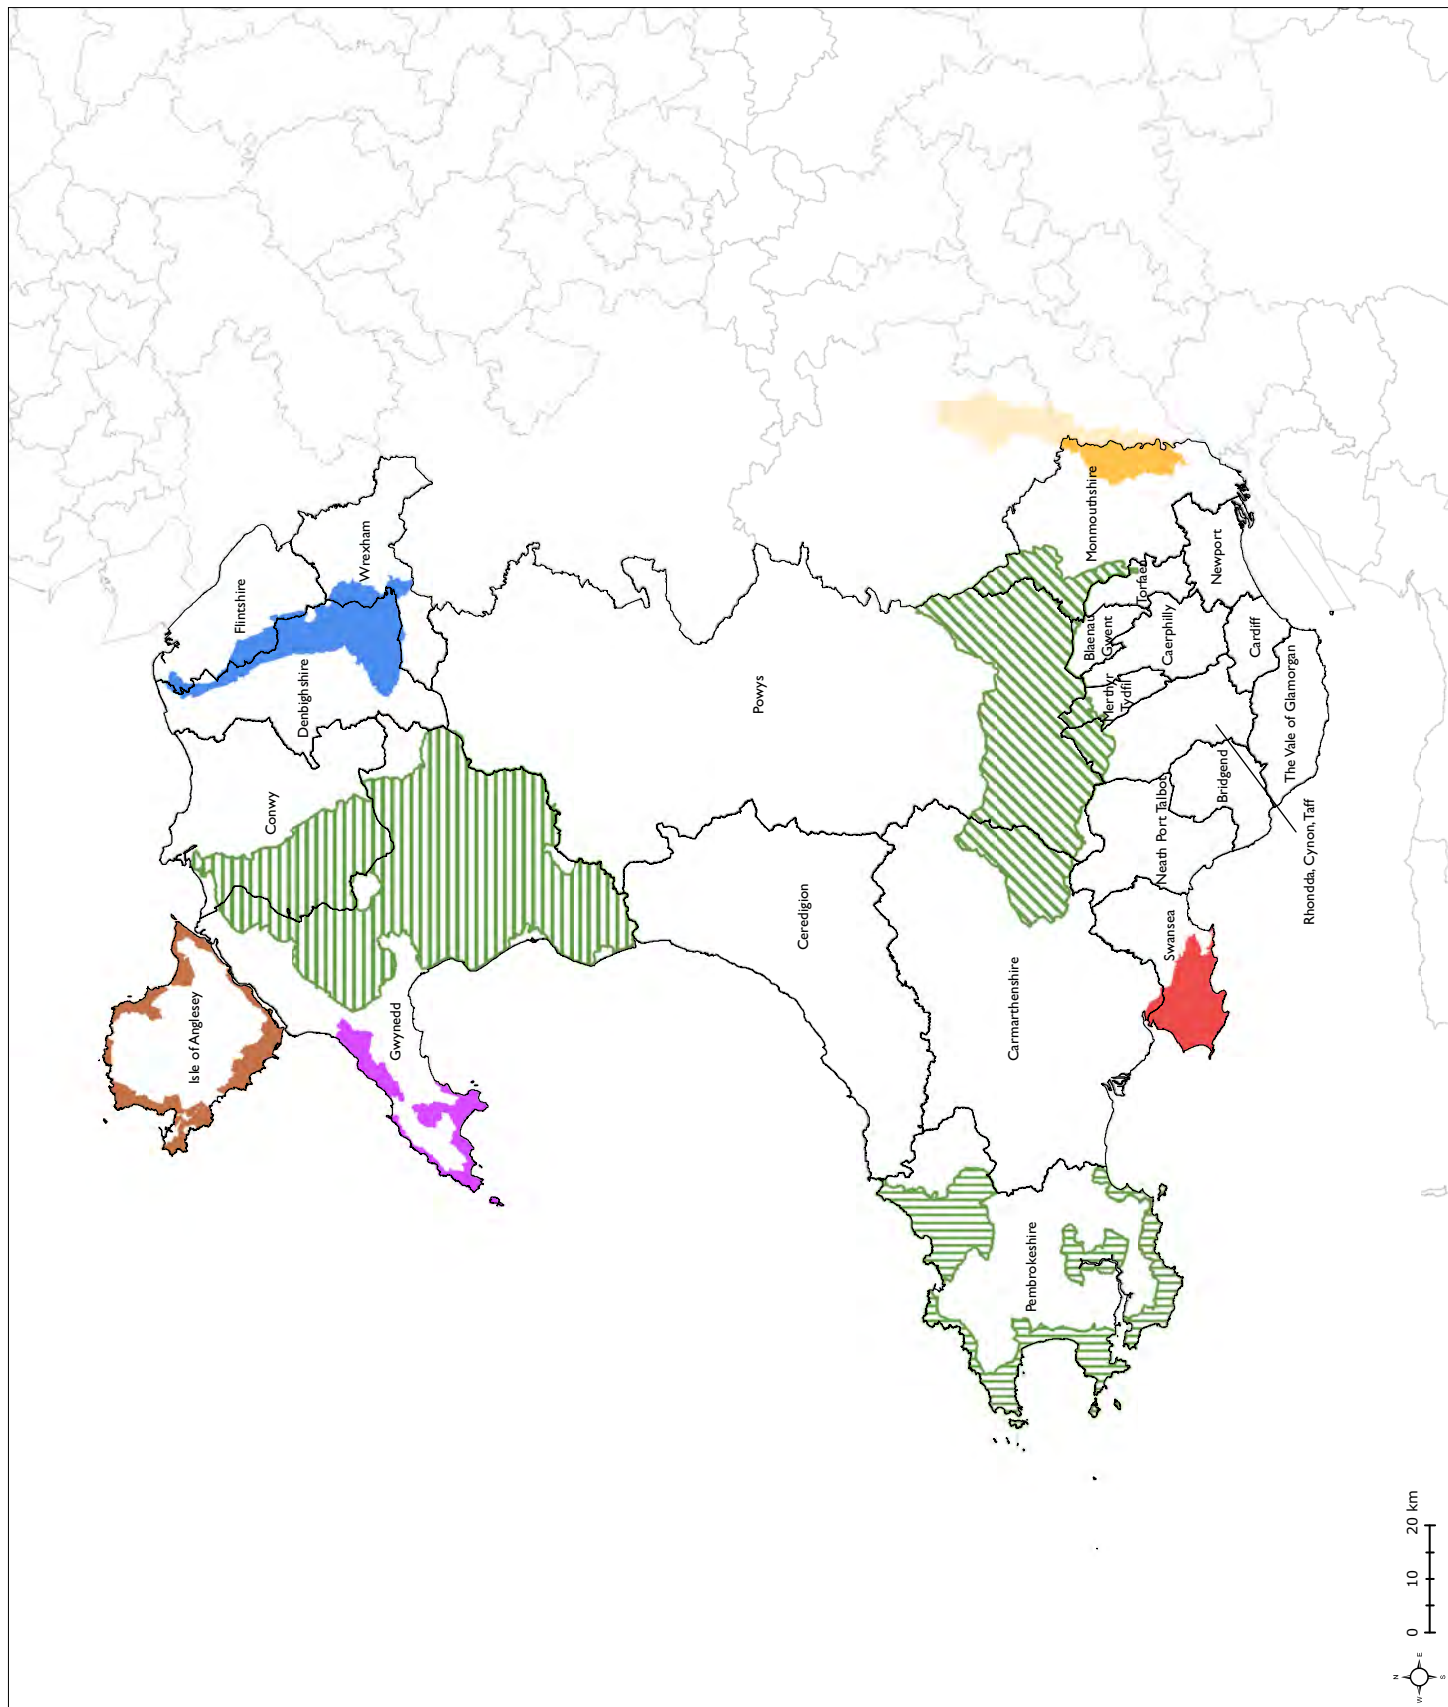 Flintshire
Wrexham
Denbighshire
Conwy
Isle of Anglesey
Gwynedd
Powys
Ceredigion
Carmarthenshire
Pembrokeshire
Monmouthshire
Torfaen
Newport
Blaenau
Gwent
Caerphilly
Cardiff
Merthyr
Tydfil
The Vale of Glamorgan
Bridgend
Neath Port Talbot
Rhondda, Cynon, Taff
Swansea
0 10 20 km
N
W E
S